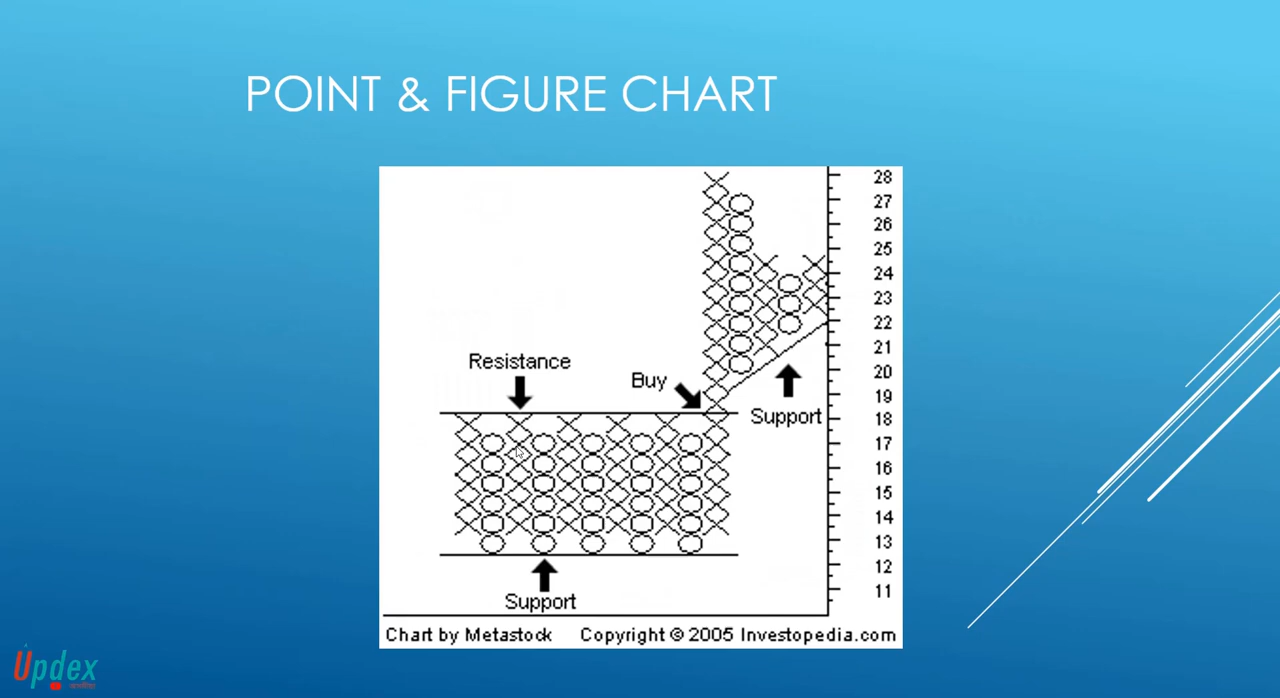 POINT & FIGURE CHART
28
27
26
25
24
23
22
21
20
19
18
17
16
15
14
13
12
11
Resistance
Buy
Support
Support
Chart by Metastock Copyright © 2005 Investopedia.com
Updex